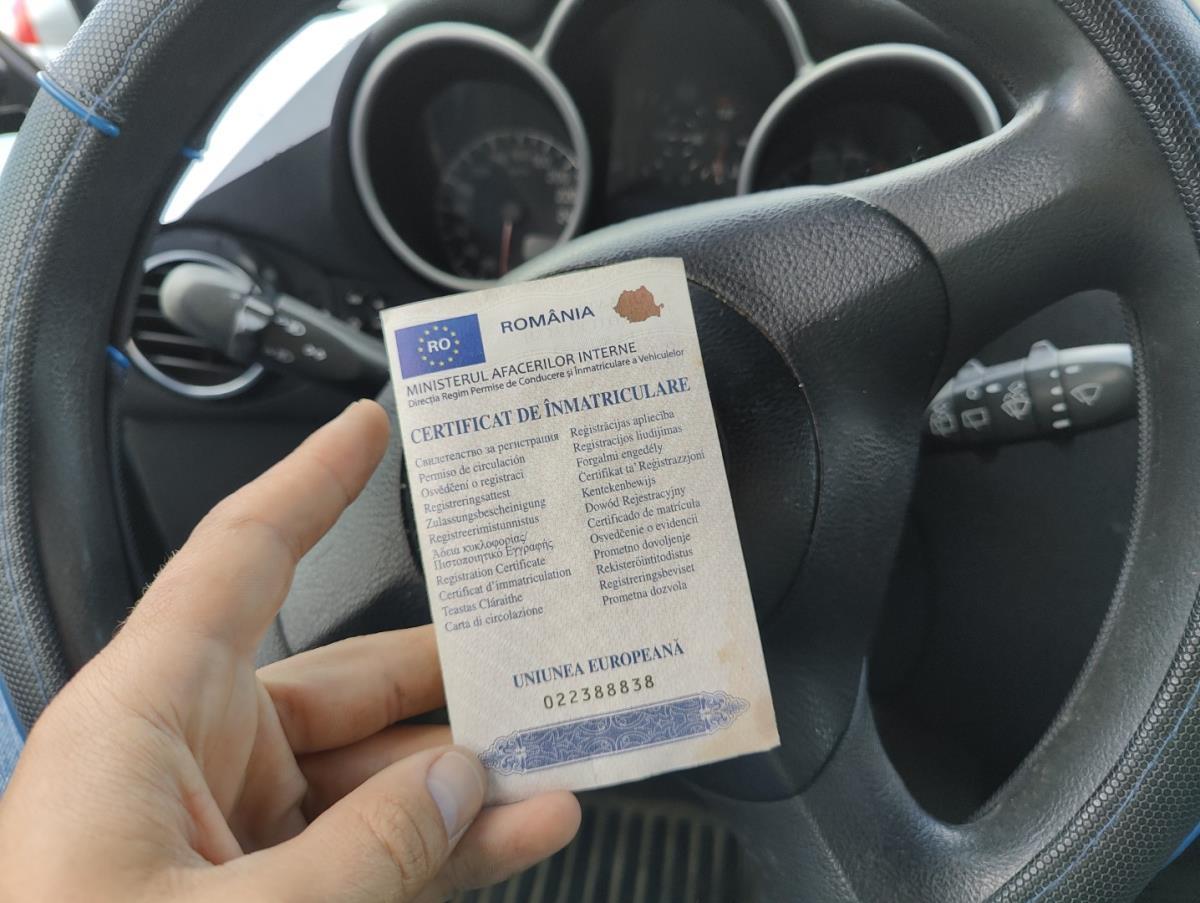 RO
ROMÂNIA
MINISTERUL AFACERILOR INTERNE
Direcția Regim Permise de Conducere și Înmatriculare a Vehiculelor
CERTIFICAT DE ÎNMATRICULARE
Свидетелство за регистрация
Permiso de circulación
Osvědčení o registraci
Registreringsattest
Zulassungsbescheinigung
Registreerimistunnistus
Άδεια κυκλοφορίας/
Πιστοποιητικό Εγγραφής
Registration Certificate
Certificat d'immatriculation
Teastas Cláraithe
Carta di circolazione
Reģistrācijas apliecība
Registracijos liudijimas
Forgalmi engedély
Ċertifikat ta' Reġistrazzjoni
Kentekenbewijs
Dowód Rejestracyjny
Certificado de matrícula
Osvedčenie o evidencii
Prometno dovoljenje
Rekisteröintitodistus
Registreringsbeviset
Prometna dozvola
UNIUNEA EUROPEANĂ
022388838